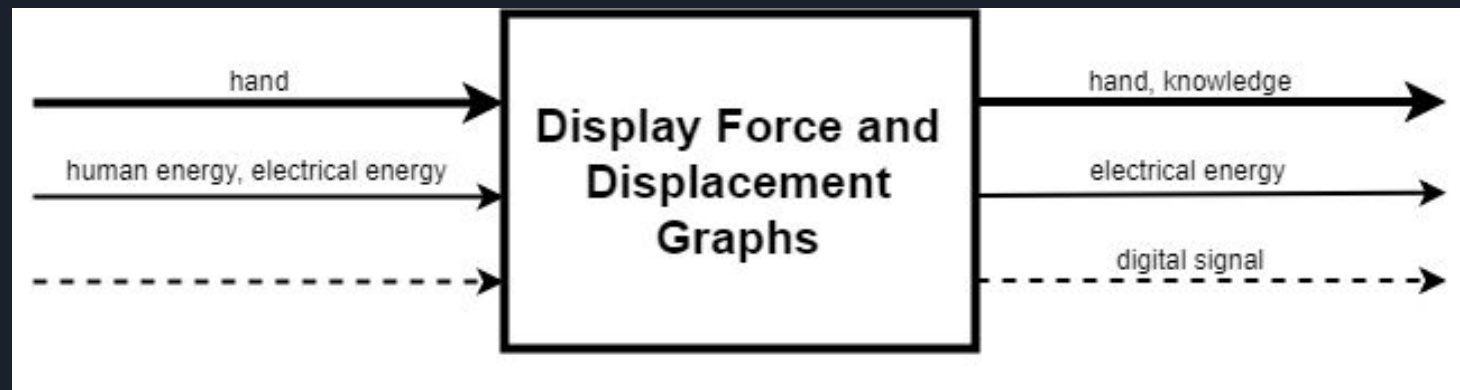 hand
human energy, electrical energy
Display Force and
Displacement
Graphs
hand, knowledge
electrical energy
digital signal